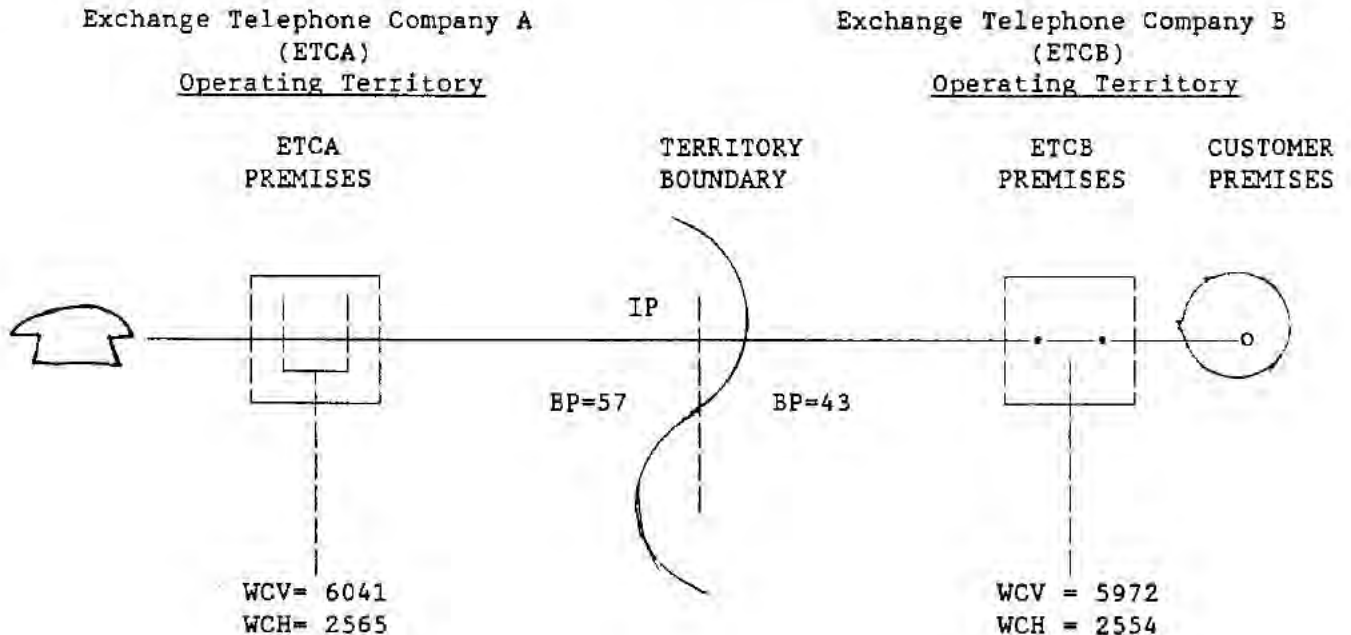 Exchange Telephone Company A
(ETCA)
Operating Territory
Exchange Telephone Company B
(ETCB)
Operating Territory
ETCA
PREMISES
TERRITORY
BOUNDARY
ETCB
PREMISES
CUSTOMER
PREMISES
IP
BP=57
BP=43
WCV= 6041
WCH= 2565
WCV = 5972
WCH = 2554